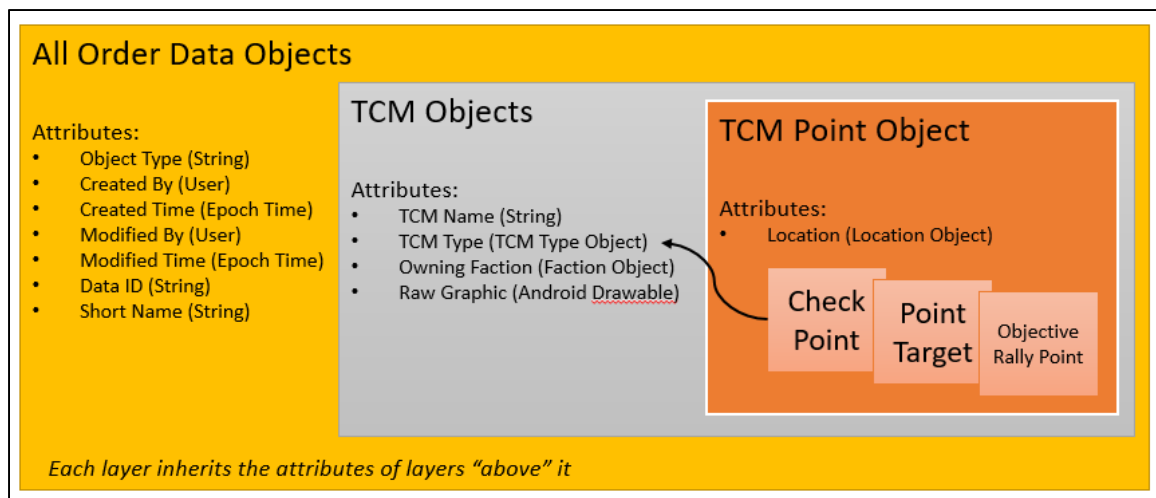 All Order Data Objects
Attributes:
• Object Type (String)
• Created By (User)
• Created Time (Epoch Time)
• Modified By (User)
• Modified Time (Epoch Time)
• Data ID (String)
• Short Name (String)
TCM Objects
Attributes:
• TCM Name (String)
• TCM Type (TCM Type Object)
• Owning Faction (Faction Object)
• Raw Graphic (Android Drawable)
TCM Point Object
Attributes:
• Location (Location Object)
Check
Point
Point
Target
Objective
Rally Point
Each layer inherits the attributes of layers “above” it